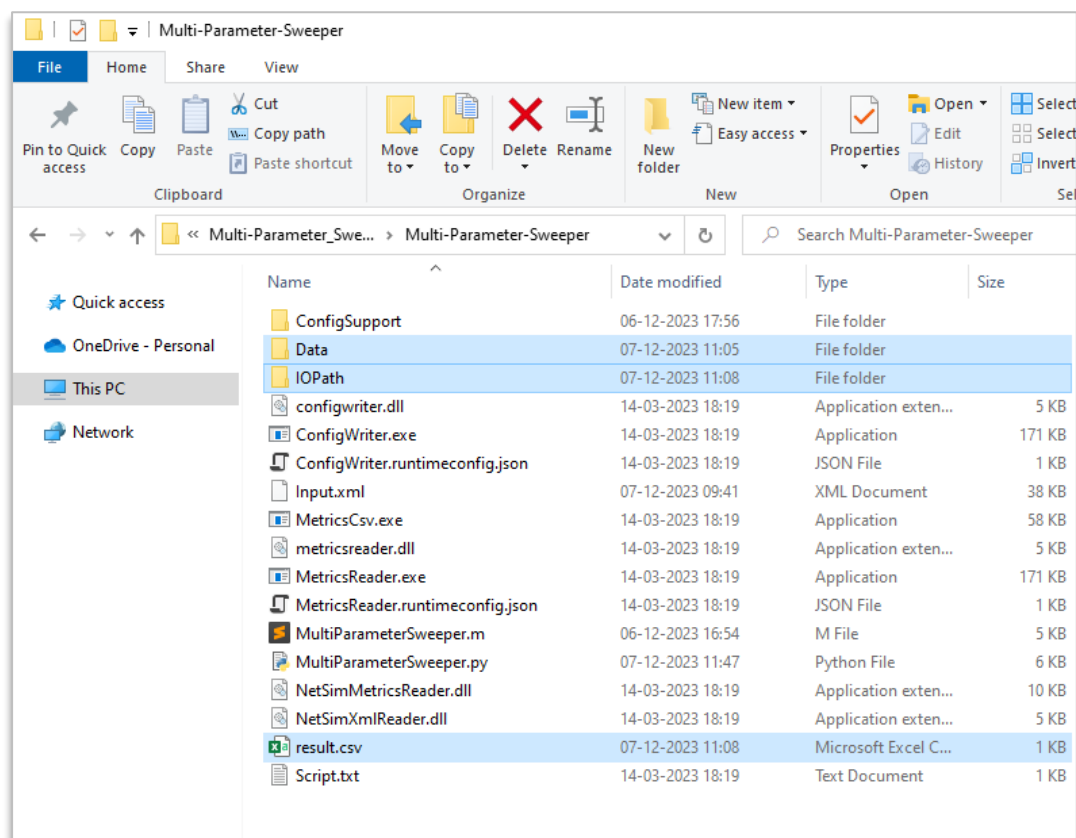 Multi-Parameter-Sweeper
File Home Share View
Pin to Quick access
Copy
Paste
Cut
Copy path
Paste shortcut
Clipboard
Move to
Copy to
Delete
Rename
Organize
New folder
New item
Easy access
New
Properties
Open
Edit
History
Open
Select
Select
Invert
Sel
« Multi-Parameter_Swe... > Multi-Parameter-Sweeper
Search Multi-Parameter-Sweeper
Quick access
OneDrive - Personal
This PC
Network
Name Date modified Type Size
ConfigSupport 06-12-2023 17:56 File folder
Data 07-12-2023 11:05 File folder
IOPath 07-12-2023 11:08 File folder
configwriter.dll 14-03-2023 18:19 Application exten... 5 KB
ConfigWriter.exe 14-03-2023 18:19 Application 171 KB
ConfigWriter.runtimeconfig.json 14-03-2023 18:19 JSON File 1 KB
Input.xml 07-12-2023 09:41 XML Document 38 KB
MetricsCsv.exe 14-03-2023 18:19 Application 58 KB
metricsreader.dll 14-03-2023 18:19 Application exten... 5 KB
MetricsReader.exe 14-03-2023 18:19 Application 171 KB
MetricsReader.runtimeconfig.json 14-03-2023 18:19 JSON File 1 KB
MultiParameterSweeper.m 06-12-2023 16:54 M File 5 KB
MultiParameterSweeper.py 07-12-2023 11:47 Python File 6 KB
NetSimMetricsReader.dll 14-03-2023 18:19 Application exten... 10 KB
NetSimXmlReader.dll 14-03-2023 18:19 Application exten... 5 KB
result.csv 07-12-2023 11:08 Microsoft Excel C... 1 KB
Script.txt 14-03-2023 18:19 Text Document 1 KB